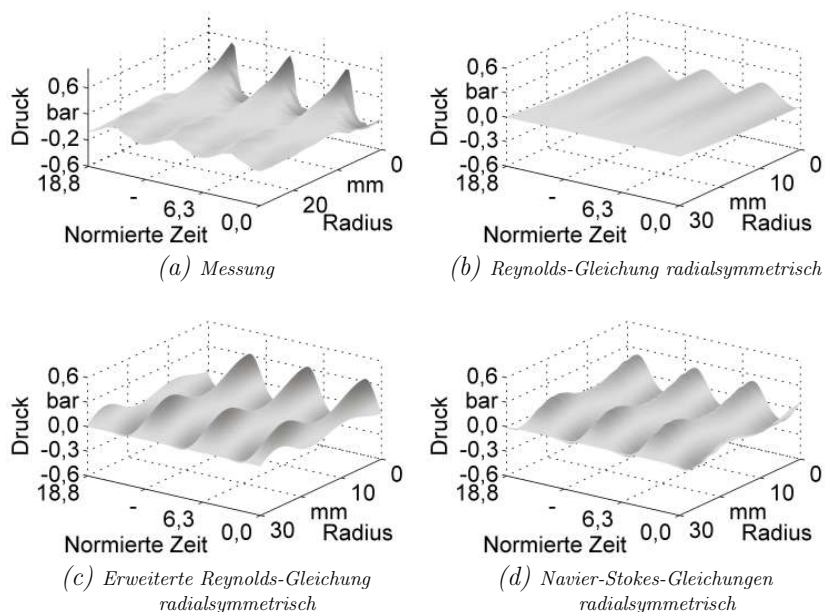 Druck
0,6
bar
-0,2
-0,6
18,8
-
6,3
0,0
Normierte Zeit
20
mm
0
Radius
(a) Messung
Druck
0,6
bar
0,0
-0,3
-0,6
18,8
-
6,3
0,0
Normierte Zeit
30
mm
10
0
Radius
(b) Reynolds-Gleichung radialsymmetrisch
Druck
0,6
bar
0,0
-0,3
-0,6
18,8
-
6,3
0,0
Normierte Zeit
30
mm
10
0
Radius
(c) Erweiterte Reynolds-Gleichung
radialsymmetrisch
Druck
0,6
bar
0,0
-0,3
-0,6
18,8
-
6,3
0,0
Normierte Zeit
30
mm
10
0
Radius
(d) Navier-Stokes-Gleichungen
radialsymmetrisch